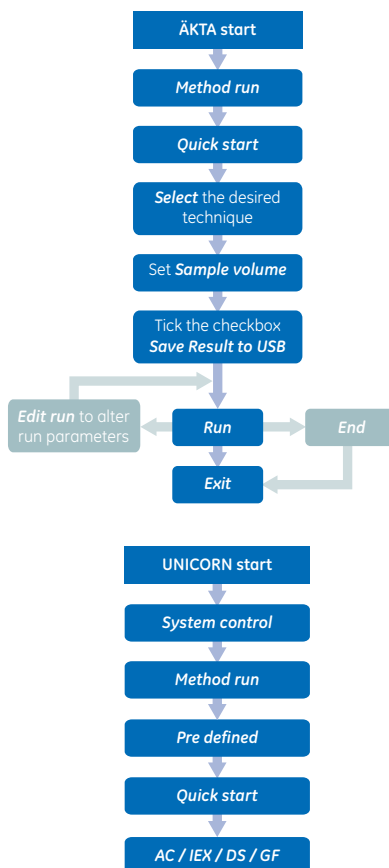 ÄKTA start
Method run
Quick start
Select the desired
technique
Set Sample volume
Tick the checkbox
Save Result to USB
Edit run to alter
run parameters
Run
End
Exit
UNICORN start
System control
Method run
Pre defined
Quick start
AC / IEX / DS / GF